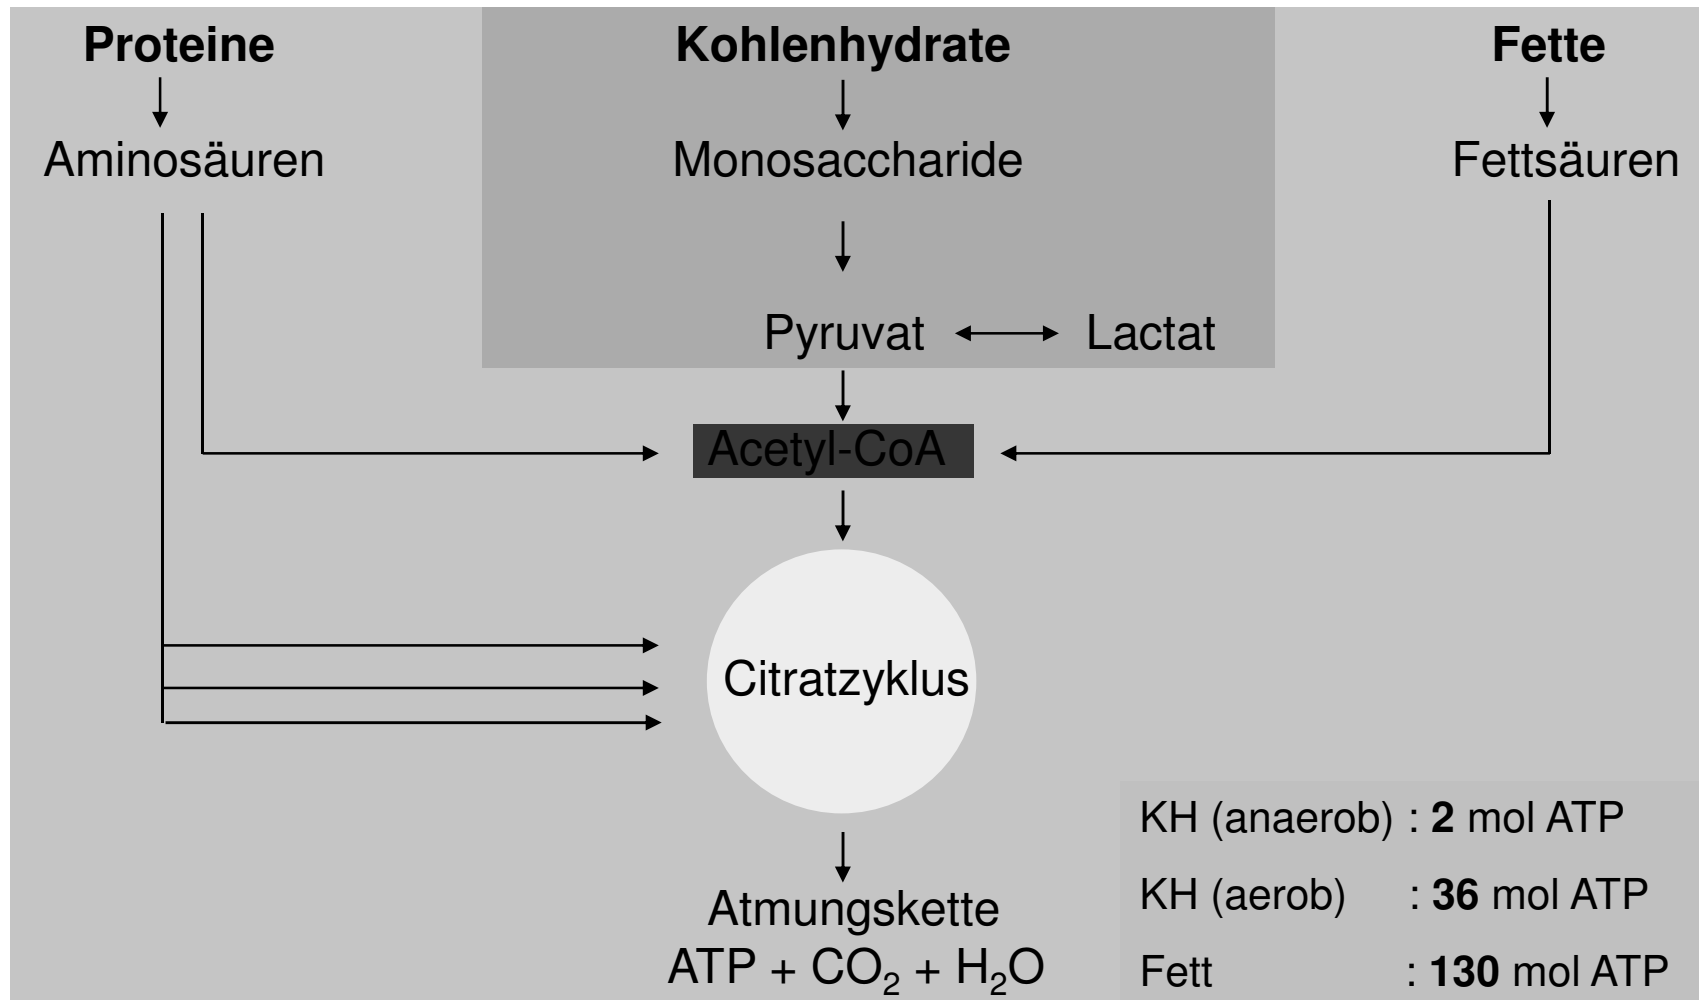 Proteine
Kohlenhydrate
Fette
Aminosäuren
Monosaccharide
Fettsäuren
Pyruvat
Lactat
Acetyl-CoA
Citratzyklus
Atmungskette
ATP + CO₂ + H₂O
KH (anaerob) : 2 mol ATP
KH (aerob) : 36 mol ATP
Fett : 130 mol ATP